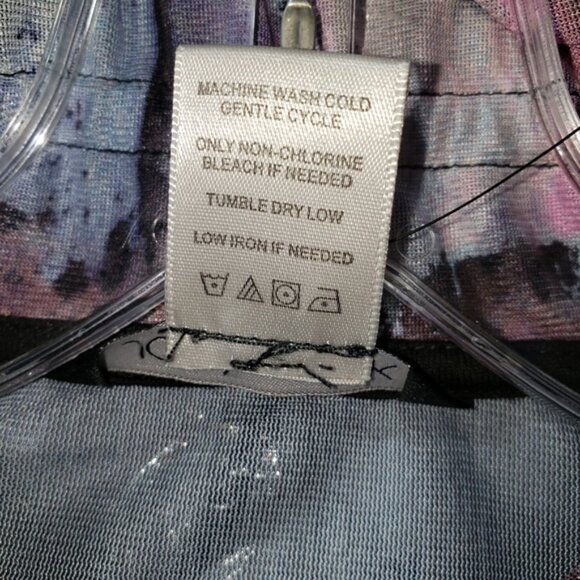 MACHINE WASH COLD
GENTLE CYCLE
ONLY NON-CHLORINE
BLEACH IF NEEDED
TUMBLE DRY LOW
LOW IRON IF NEEDED